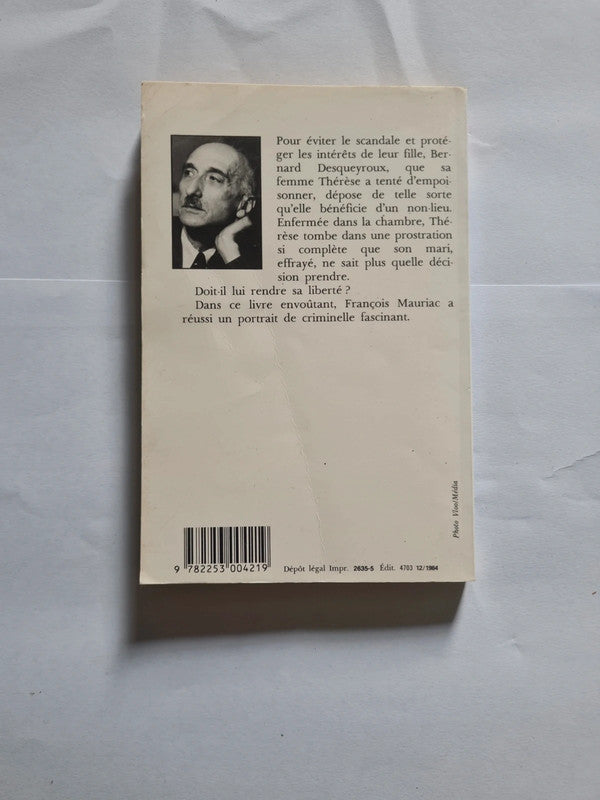 Pour éviter le scandale et proté-
ger les intérêts de leur fille, Ber-
nard Desqueyroux, que sa
femme Thérèse a tenté d'empoi-
sonner, dépose de telle sorte
qu'elle bénéficie d'un non-lieu.
Enfermée dans la chambre, Thé-
rèse tombe dans une prostration
si complète que son mari,
effrayé, ne sait plus quelle déci-
sion prendre.
Doit-il lui rendre sa liberté ?
Dans ce livre envoûtant, François Mauriac a
réussi un portrait de criminelle fascinant.
Photo Vloo/Média
9 782253 004219
Dépôt légal Impr. 2635-5 Édit. 4703 12/1984